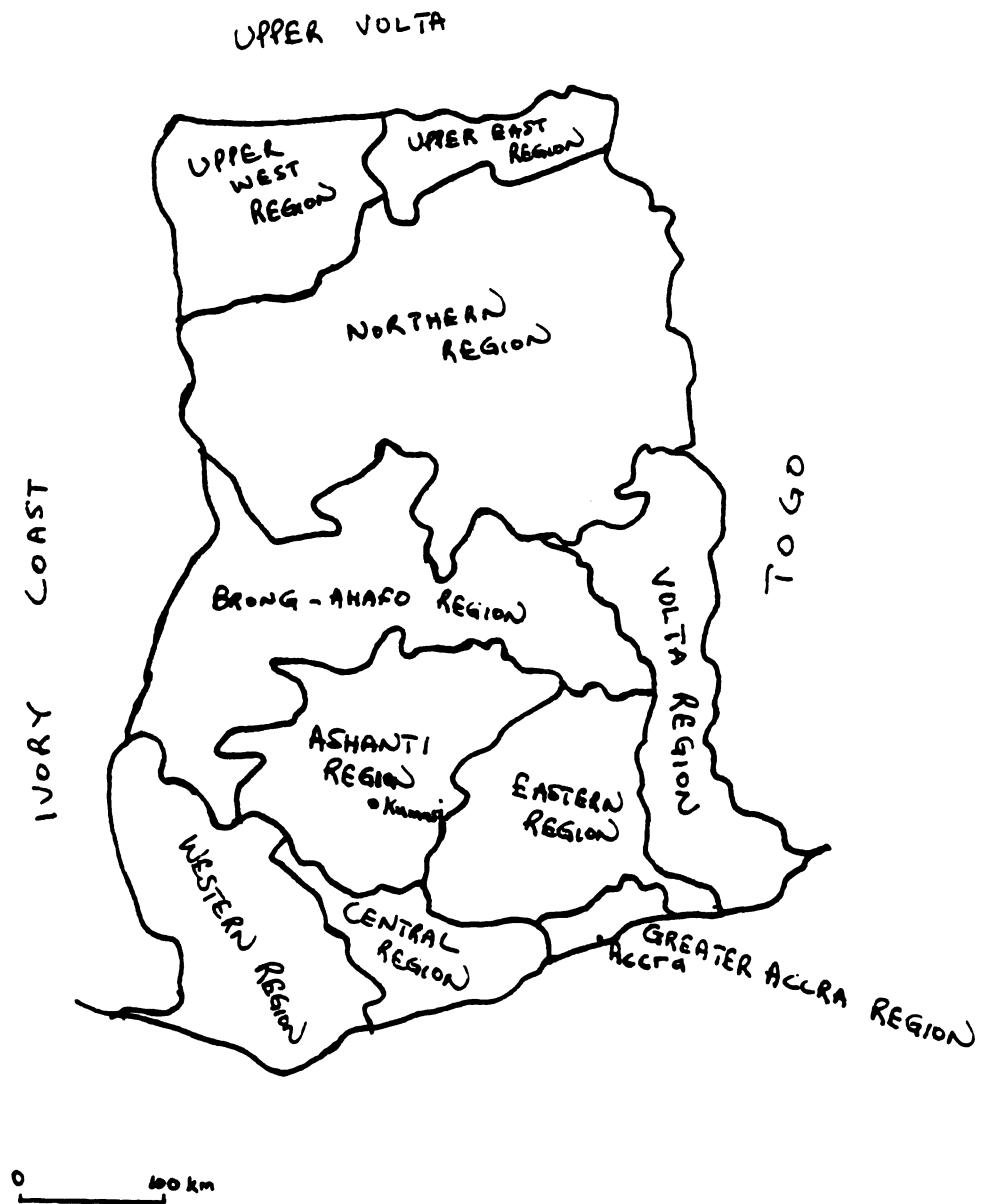 UPPER VOLTA
UPPER
WEST
REGION
UPPER EAST
REGION
NORTHERN
REGION
IVORY COAST
TOGO
BRONG-AHAFO REGION
VOLTA REGION
ASHANTI
REGION
Kumasi
EASTERN
REGION
WESTERN REGION
CENTRAL
REGION
Accra
GREATER ACCRA REGION
0 100 km